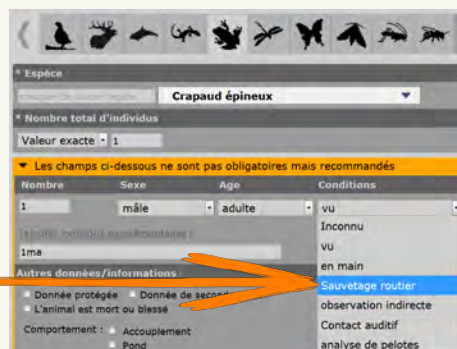 * Espèce
Crapaud épineux
* Nombre total d'individus
Valeur exacte 1
Les champs ci-dessous ne sont pas obligatoires mais recommandés
Nombre Sexe Age Conditions
1 mâle adulte vu
Inconnu
vu
1ma
en main
Autres données/informations
Sauvetage routier
Donnée protégée Donnée de
L'animal est mort ou blessé
observation indirecte
Comportement : Accouplement
Contact auditif
Pond
analyse de pelotes